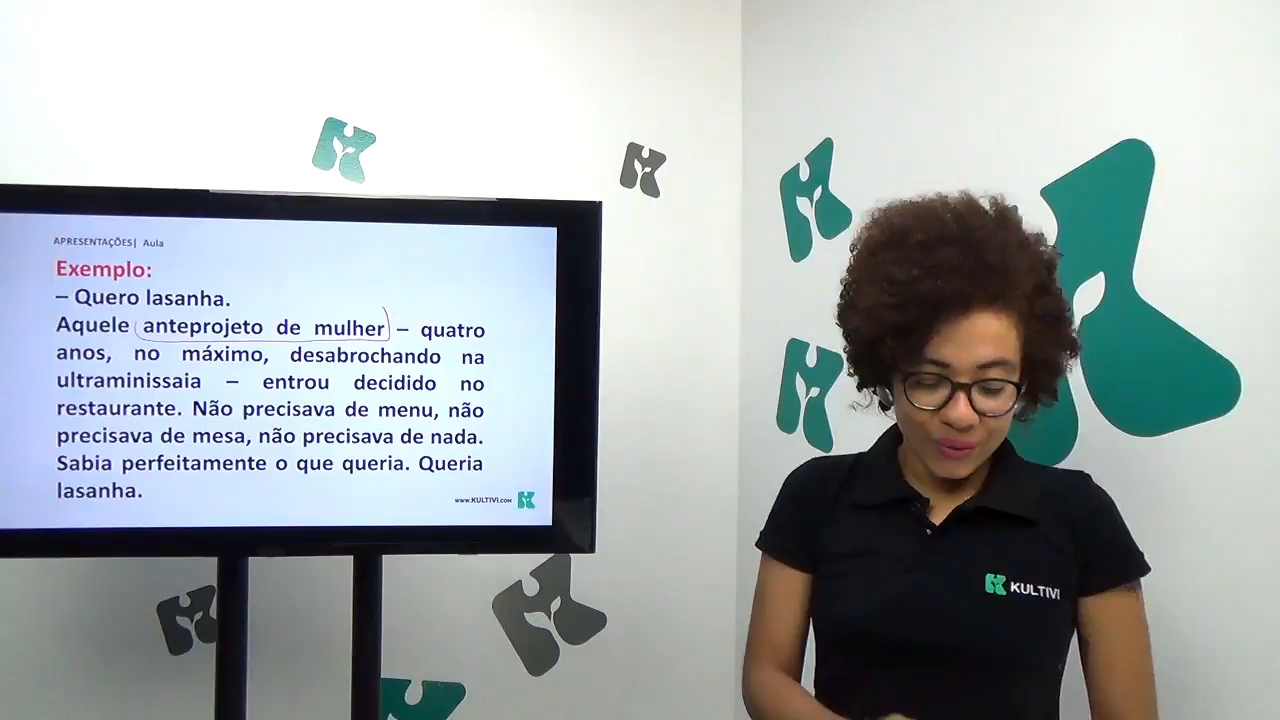 APRESENTAÇÕES| Aula
Exemplo:
– Quero lasanha.
Aquele anteprojeto de mulher – quatro
anos, no máximo, desabrochando na
ultraminissaia – entrou decidido no
restaurante. Não precisava de menu, não
precisava de mesa, não precisava de nada.
Sabia perfeitamente o que queria. Queria
lasanha.
www.KULTIVI.COM
KULTIVI